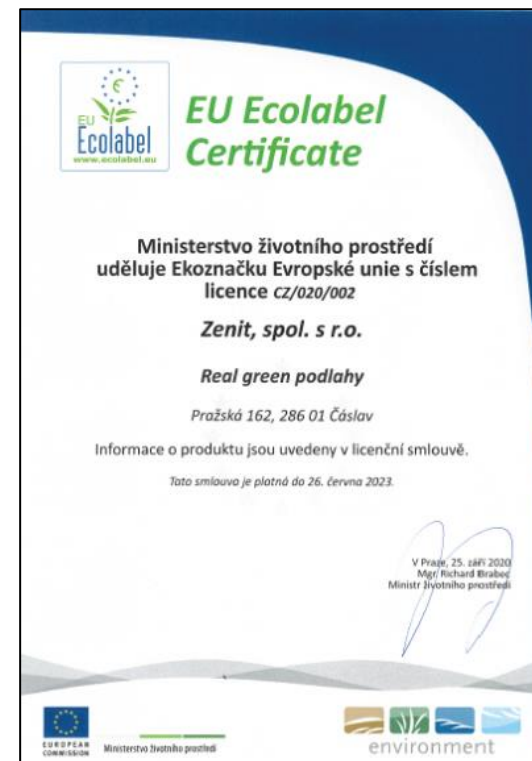 EU
Ecolabel
www.ecolabel.eu
EU Ecolabel
Certificate
Ministerstvo životního prostředí
uděluje Ekoznačku Evropské unie s číslem
licence CZ/020/002
Zenit, spol. s r.o.
Real green podlahy
Pražská 162, 286 01 Čáslav
Informace o produktu jsou uvedeny v licenční smlouvě.
Tato smlouva je platná do 26. června 2023.
V Praze, 25. září 2020
Mgr. Richard Brabec
Ministr životního prostředí
EUROPEAN
COMMISSION
Ministerstvo životního prostředí
environment